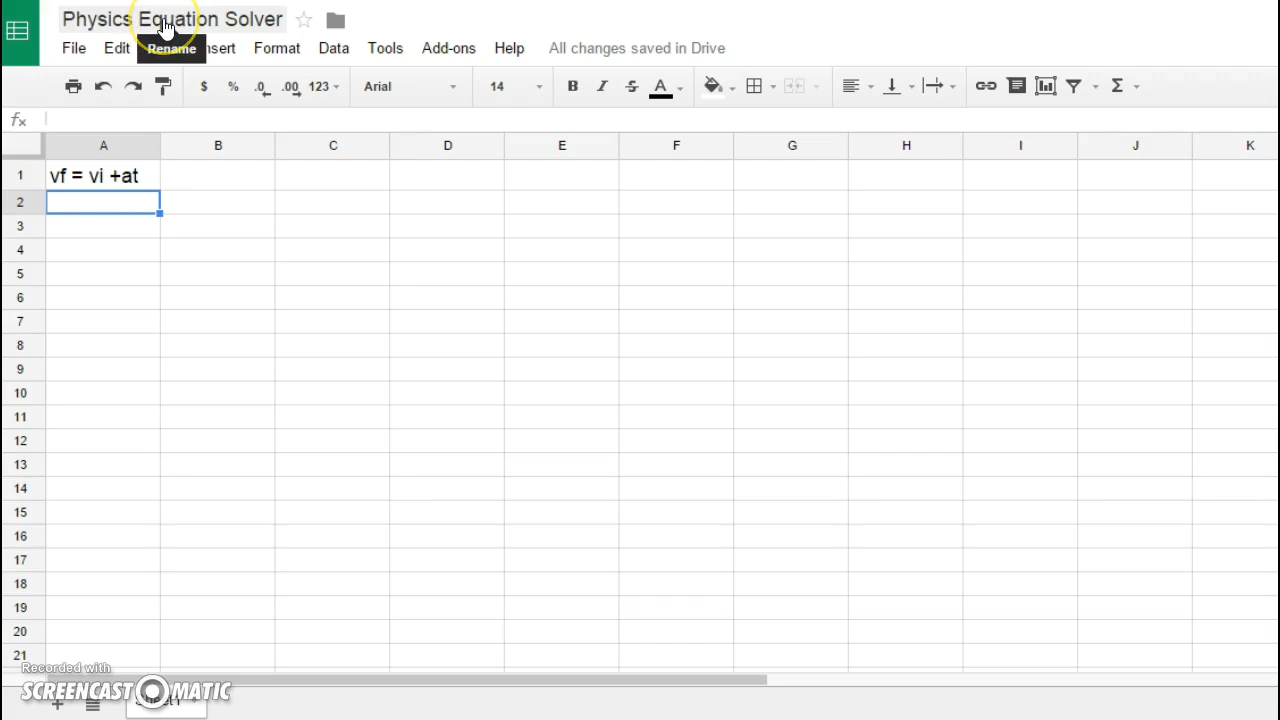 Physics Equation Solver
File Edit sert Format Data Tools Add-ons Help All changes saved in Drive
Rename
$ % .0 .00 123 Arial 14 B I S A Σ
fx
A B C D E F G H I J K
1 vf = vi +at
2
3
4
5
6
7
8
9
10
11
12
13
14
15
16
17
18
19
20
21
Recorded with
SCREENCAST MATIC
+ Sheet1